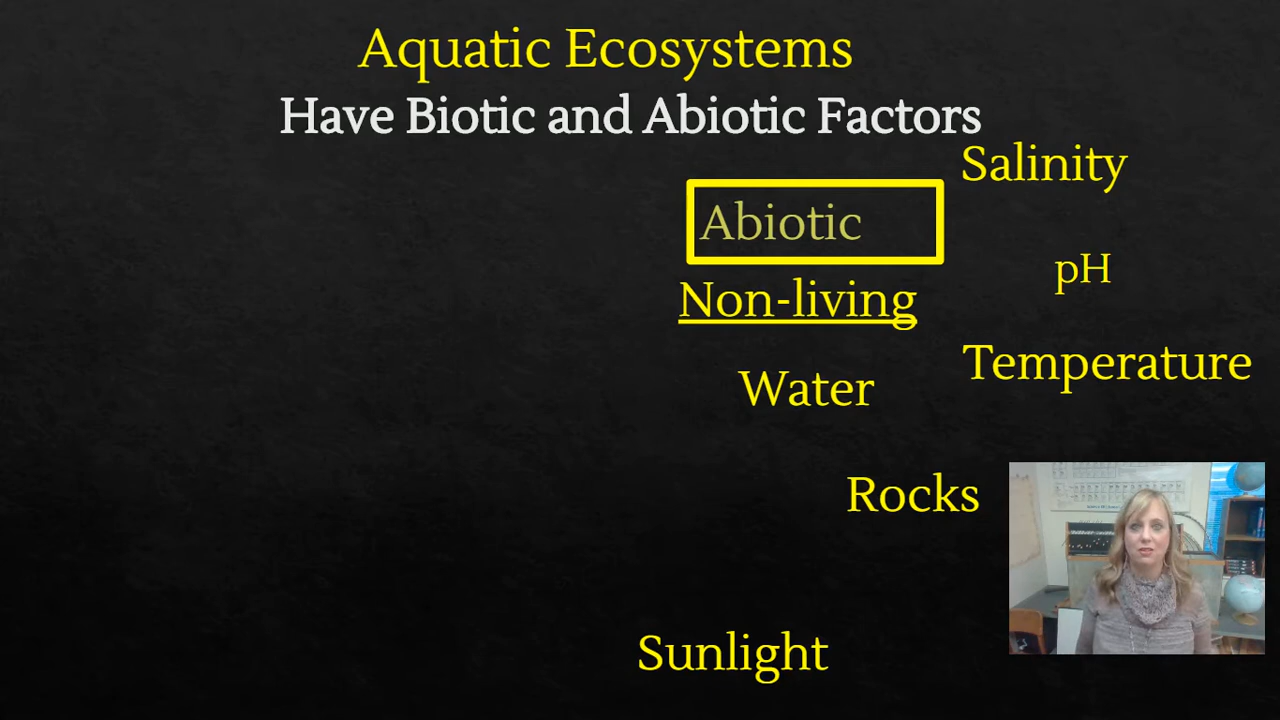 Aquatic Ecosystems
Have Biotic and Abiotic Factors
Salinity
Abiotic
pH
Non-living
Temperature
Water
Rocks
Sunlight